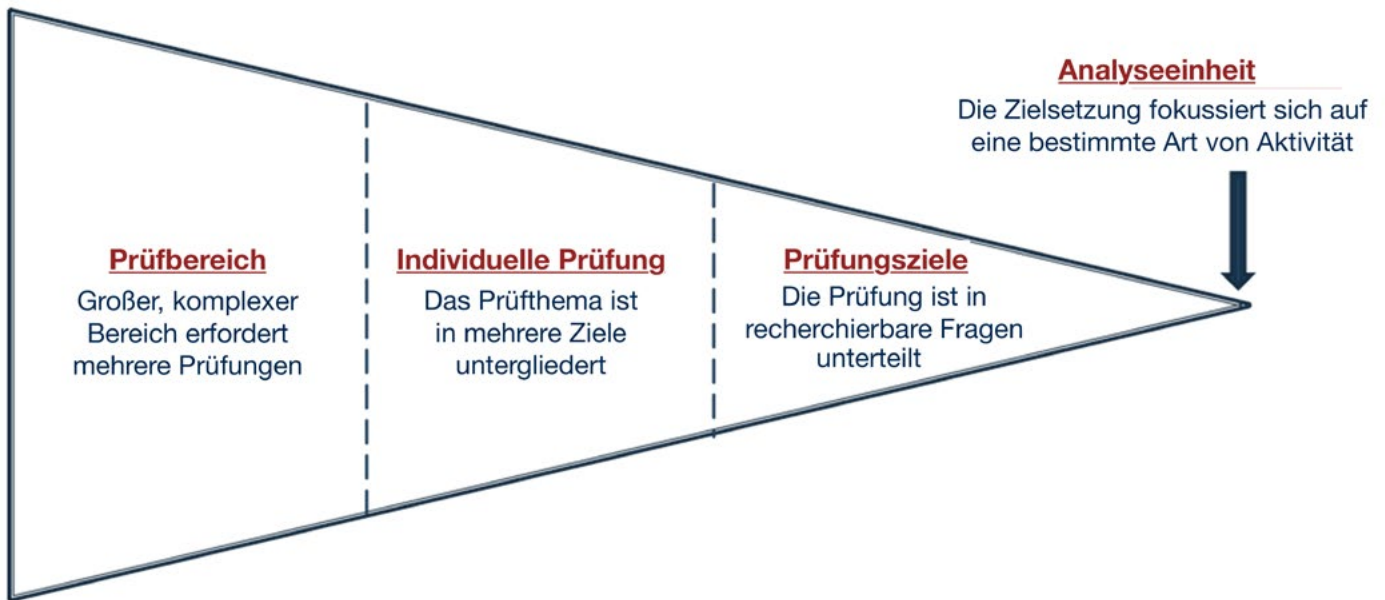 Analyseeinheit
Die Zielsetzung fokussiert sich auf
eine bestimmte Art von Aktivität
Prüfbereich
Großer, komplexer
Bereich erfordert
mehrere Prüfungen
Individuelle Prüfung
Das Prüfthema ist
in mehrere Ziele
untergliedert
Prüfungsziele
Die Prüfung ist in
recherchierbare Fragen
unterteilt